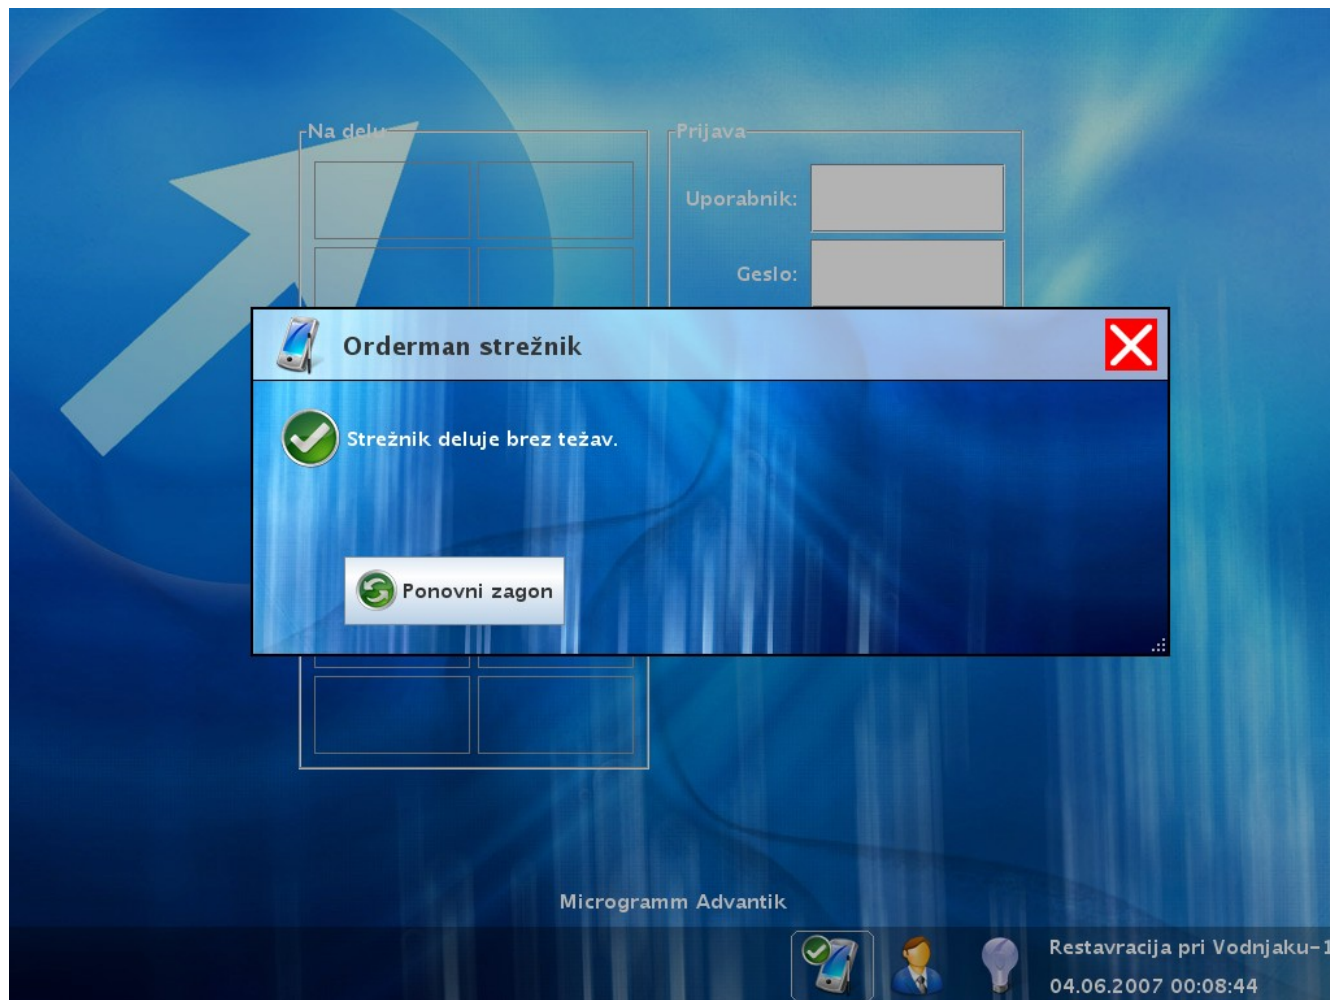 Na delu
Prijava
Uporabnik:
Geslo:
Orderman strežnik
Strežnik deluje brez težav.
Ponovni zagon
Microgramm Advantik
Restavracija pri Vodnjaku-1
04.06.2007 00:08:44